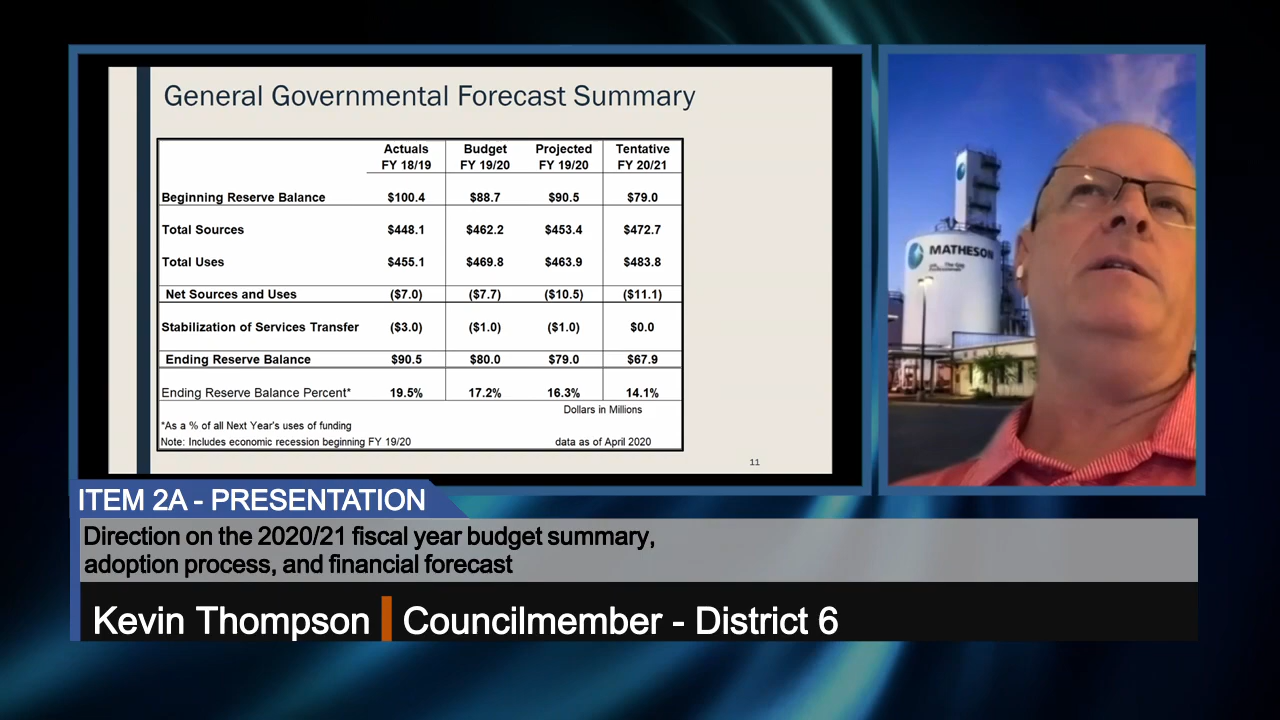 General Governmental Forecast Summary
Actuals Budget Projected Tentative
FY 18/19 FY 19/20 FY 19/20 FY 20/21
Beginning Reserve Balance $100.4 $88.7 $90.5 $79.0
Total Sources $448.1 $462.2 $453.4 $472.7
Total Uses $455.1 $469.8 $463.9 $483.8
Net Sources and Uses ($7.0) ($7.7) ($10.5) ($11.1)
Stabilization of Services Transfer ($3.0) ($1.0) ($1.0) $0.0
Ending Reserve Balance $90.5 $80.0 $79.0 $67.9
Ending Reserve Balance Percent* 19.5% 17.2% 16.3% 14.1%
Dollars in Millions
*As a % of all Next Year's uses of funding
Note: Includes economic recession beginning FY 19/20 data as of April 2020
11
MATHESON
ITEM 2A - PRESENTATION
Direction on the 2020/21 fiscal year budget summary,
adoption process, and financial forecast
Kevin Thompson Councilmember - District 6